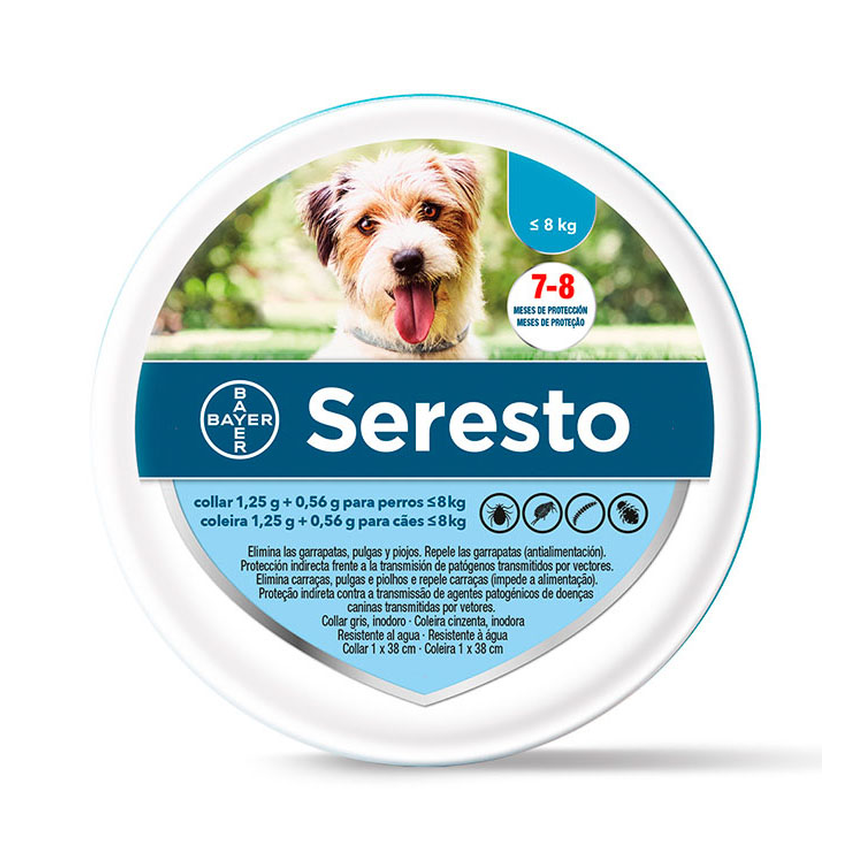 ≤ 8 kg
7-8
MESES DE PROTECCIÓN
MESES DE PROTEÇÃO
BAYER
BAYER
Seresto
collar 1,25 g + 0,56 g para perros ≤8kg
coleira 1,25 g + 0,56 g para cães ≤8kg
Elimina las garrapatas, pulgas y piojos. Repele las garrapatas (antialimentación).
Protección indirecta frente a la transmisión de patógenos transmitidos por vectores.
Elimina carraças, pulgas e piolhos e repele carraças (impede a alimentação).
Proteção indireta contra a transmissão de agentes patogénicos de doenças
caninas transmitidas por vetores.
Collar gris, inodoro · Coleira cinzenta, inodora
Resistente al agua · Resistente à água
Collar 1 x 38 cm · Coleira 1 x 38 cm